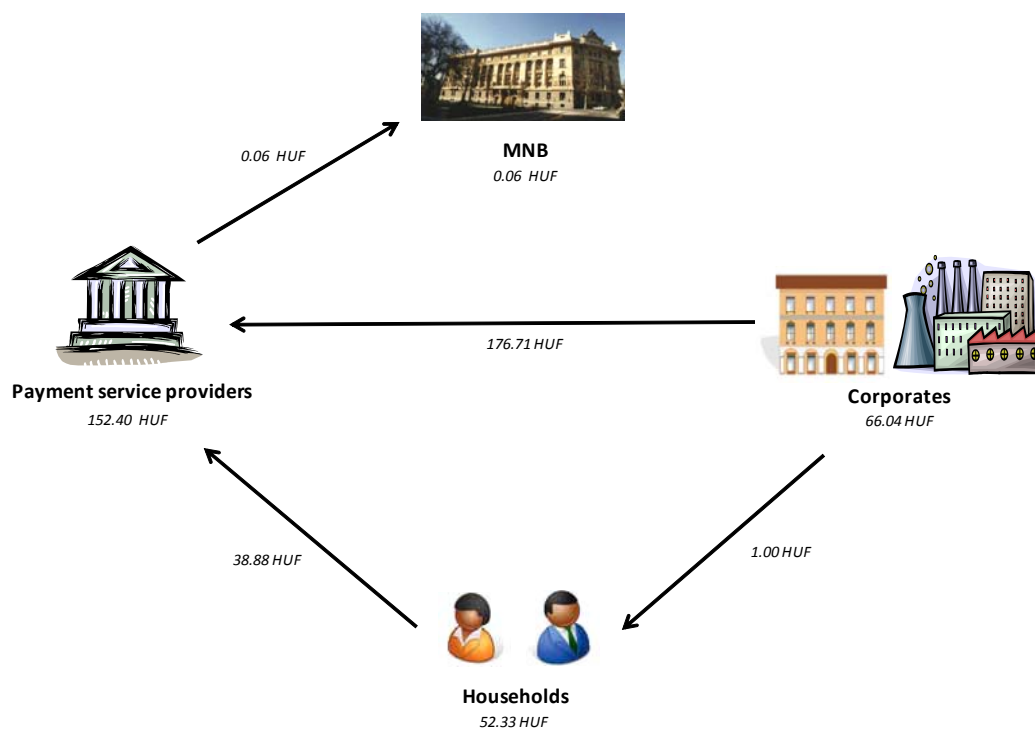 MNB
0.06 HUF
0.06 HUF
176.71 HUF
Payment service providers
152.40 HUF
Corporates
66.04 HUF
38.88 HUF
1.00 HUF
Households
52.33 HUF